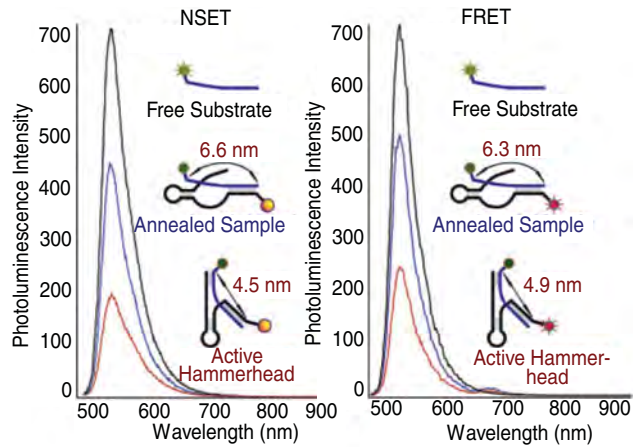 NSET
Photoluminescence Intensity
700
600
500
400
300
200
100
0
Free Substrate
6.6 nm
Annealed Sample
4.5 nm
Active
Hammerhead
500 600 700 800 900
Wavelength (nm)
FRET
Photoluminescence Intensity
700
600
500
400
300
200
100
0
Free Substrate
6.3 nm
Annealed Sample
4.9 nm
Active Hammer-
head
500 600 700 800 900
Wavelength (nm)